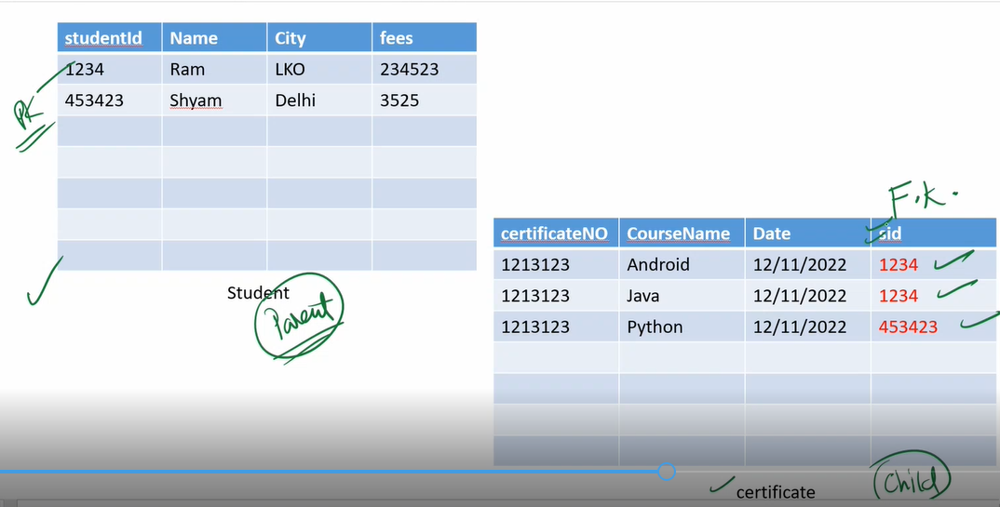 studentId Name City fees
1234 Ram LKO 234523
PK
453423 Shyam Delhi 3525
Student
Parent
F.K.
certificateNO CourseName Date sid
1213123 Android 12/11/2022 1234
1213123 Java 12/11/2022 1234
1213123 Python 12/11/2022 453423
certificate
Child